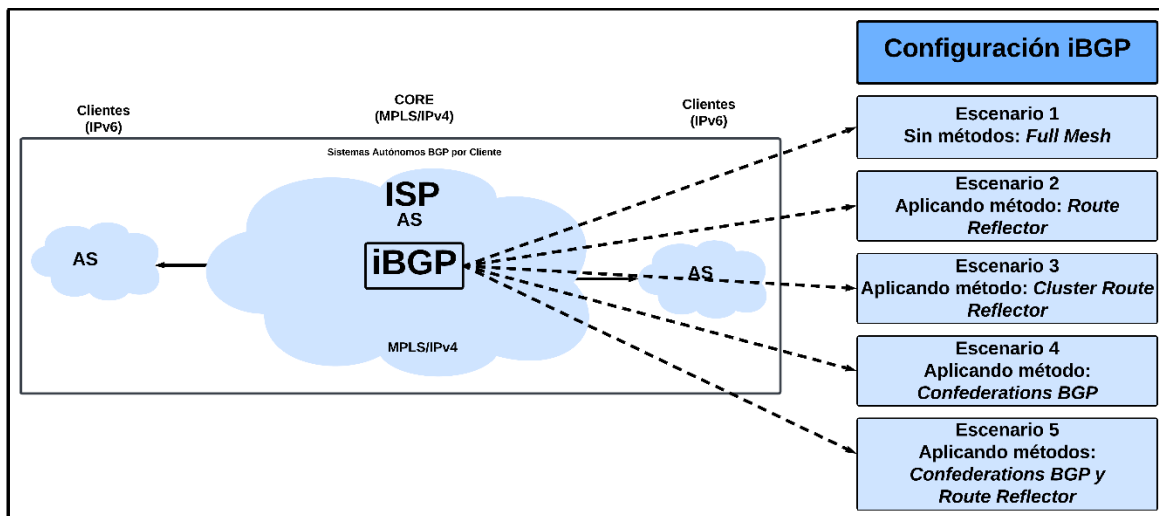 Configuración iBGP
Clientes
(IPv6)
CORE
(MPLS/IPv4)
Clientes
(IPv6)
Sistemas Autónomos BGP por Cliente
ISP
AS
iBGP
MPLS/IPv4
AS
AS
Escenario 1
Sin métodos: Full Mesh
Escenario 2
Aplicando método: Route
Reflector
Escenario 3
Aplicando método: Cluster Route
Reflector
Escenario 4
Aplicando método:
Confederations BGP
Escenario 5
Aplicando métodos:
Confederations BGP y
Route Reflector